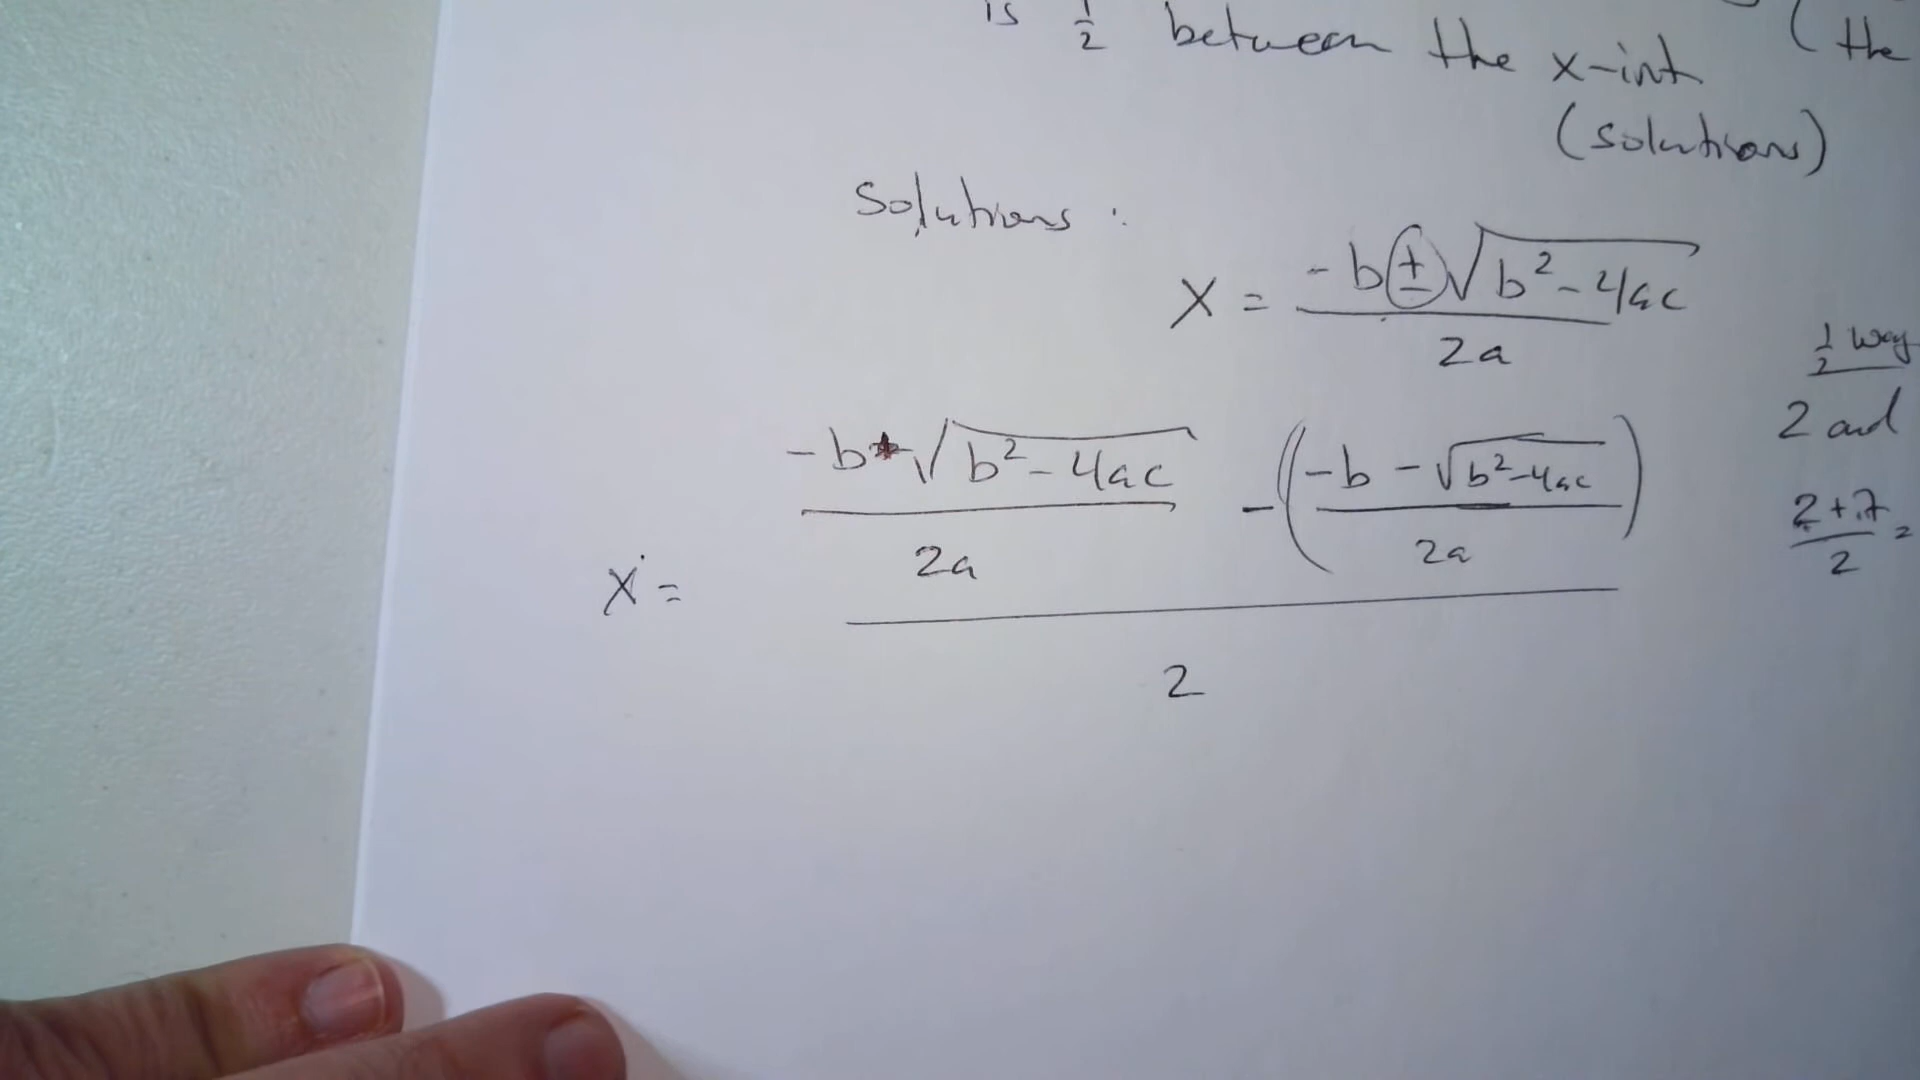 is 1/2 between the x-int
(the
(solutions)
Solutions :
x = (-b ± √(b² - 4ac)) / 2a
1/2 way
2 and
x = ((-b + √(b² - 4ac)) / 2a - ((-b - √(b² - 4ac)) / 2a)) / 2
(2 + 7) / 2 =